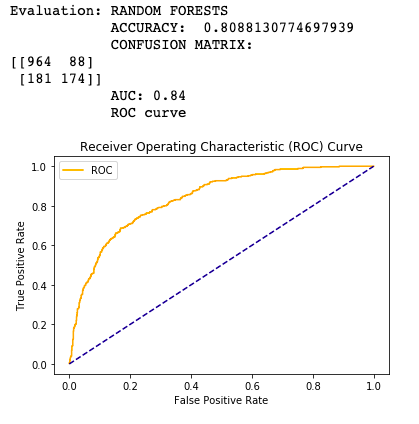 Evaluation: RANDOM FORESTS
ACCURACY: 0.8088130774697939
CONFUSION MATRIX:
[[964 88]
[181 174]]
AUC: 0.84
ROC curve
Receiver Operating Characteristic (ROC) Curve
ROC
1.0
0.8
0.6
0.4
0.2
0.0
True Positive Rate
0.0 0.2 0.4 0.6 0.8 1.0
False Positive Rate